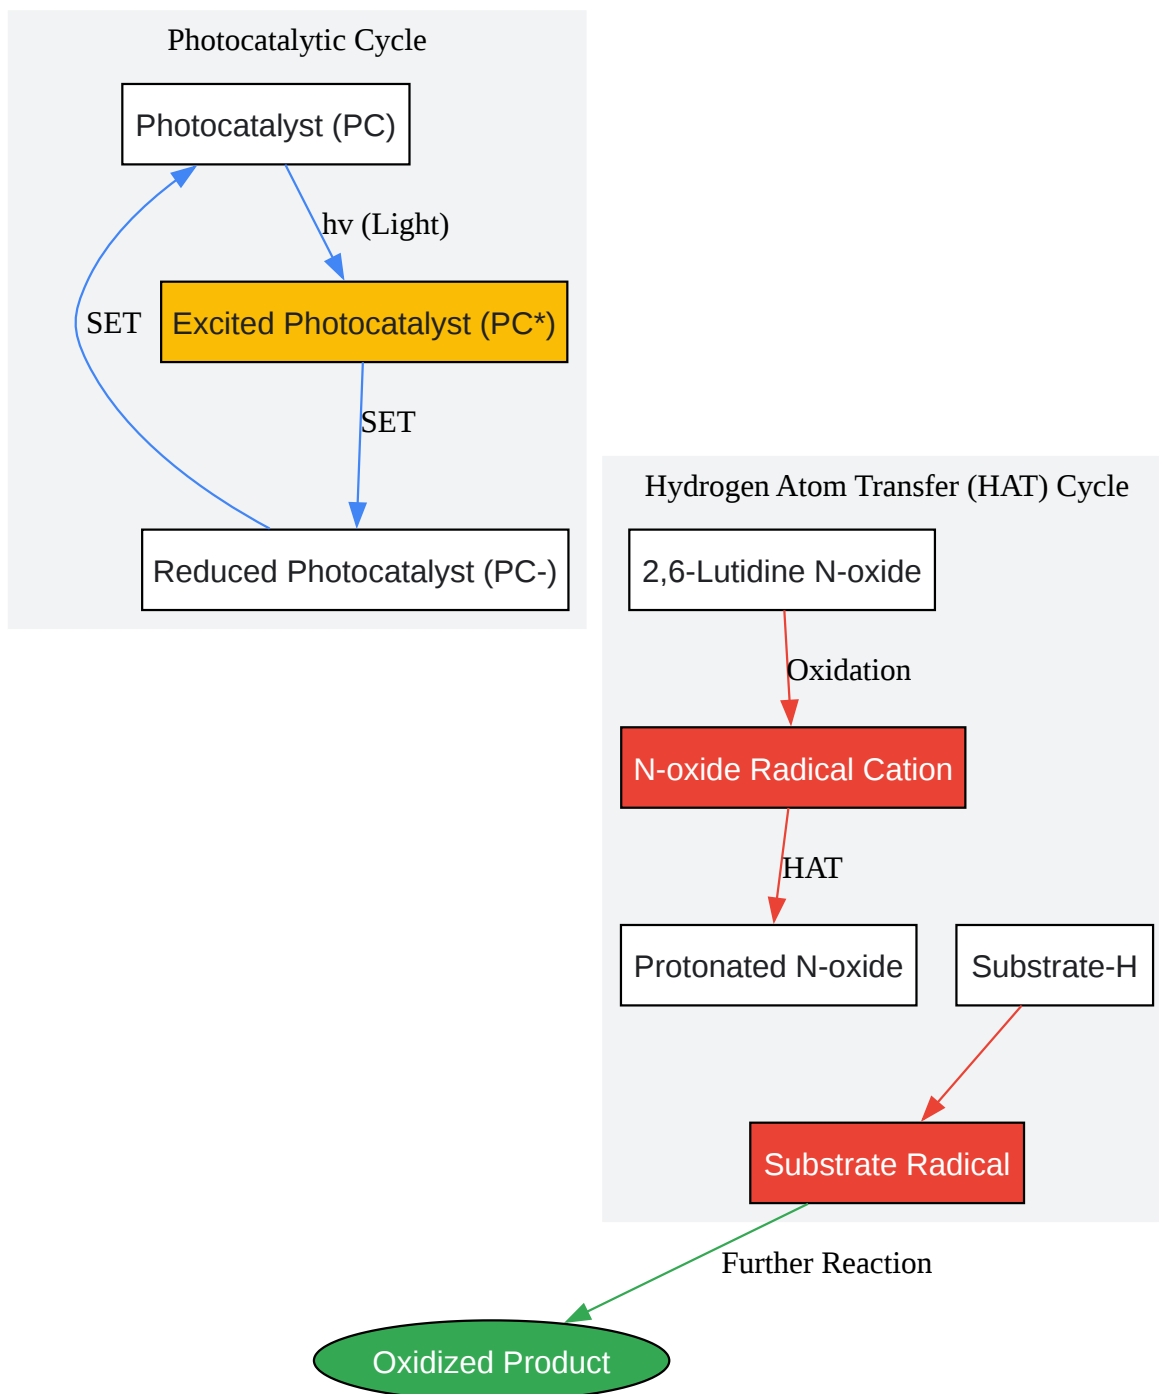 Photocatalytic Cycle
Photocatalyst (PC)
hv (Light)
Excited Photocatalyst (PC*)
SET
SET
Reduced Photocatalyst (PC-)
Hydrogen Atom Transfer (HAT) Cycle
2,6-Lutidine N-oxide
Oxidation
N-oxide Radical Cation
HAT
Protonated N-oxide
Substrate-H
Substrate Radical
Further Reaction
Oxidized Product